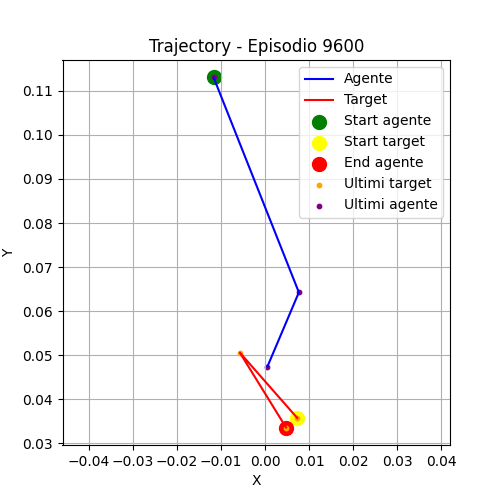 Trajectory - Episodio 9600
Agente
Target
Start agente
Start target
End agente
Ultimi target
Ultimi agente
Y
0.11
0.10
0.09
0.08
0.07
0.06
0.05
0.04
0.03
−0.04 −0.03 −0.02 −0.01 0.00 0.01 0.02 0.03 0.04
X